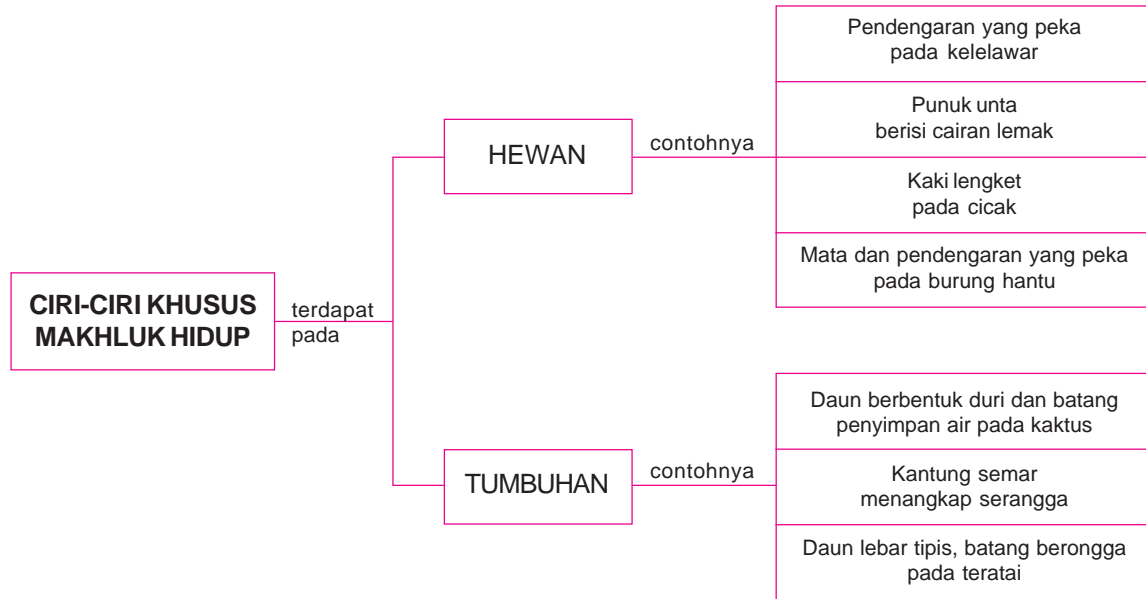 CIRI-CIRI KHUSUS
MAKHLUK HIDUP
terdapat
pada
HEWAN
contohnya
Pendengaran yang peka
pada kelelawar
Punuk unta
berisi cairan lemak
Kaki lengket
pada cicak
Mata dan pendengaran yang peka
pada burung hantu
TUMBUHAN
contohnya
Daun berbentuk duri dan batang
penyimpan air pada kaktus
Kantung semar
menangkap serangga
Daun lebar tipis, batang berongga
pada teratai